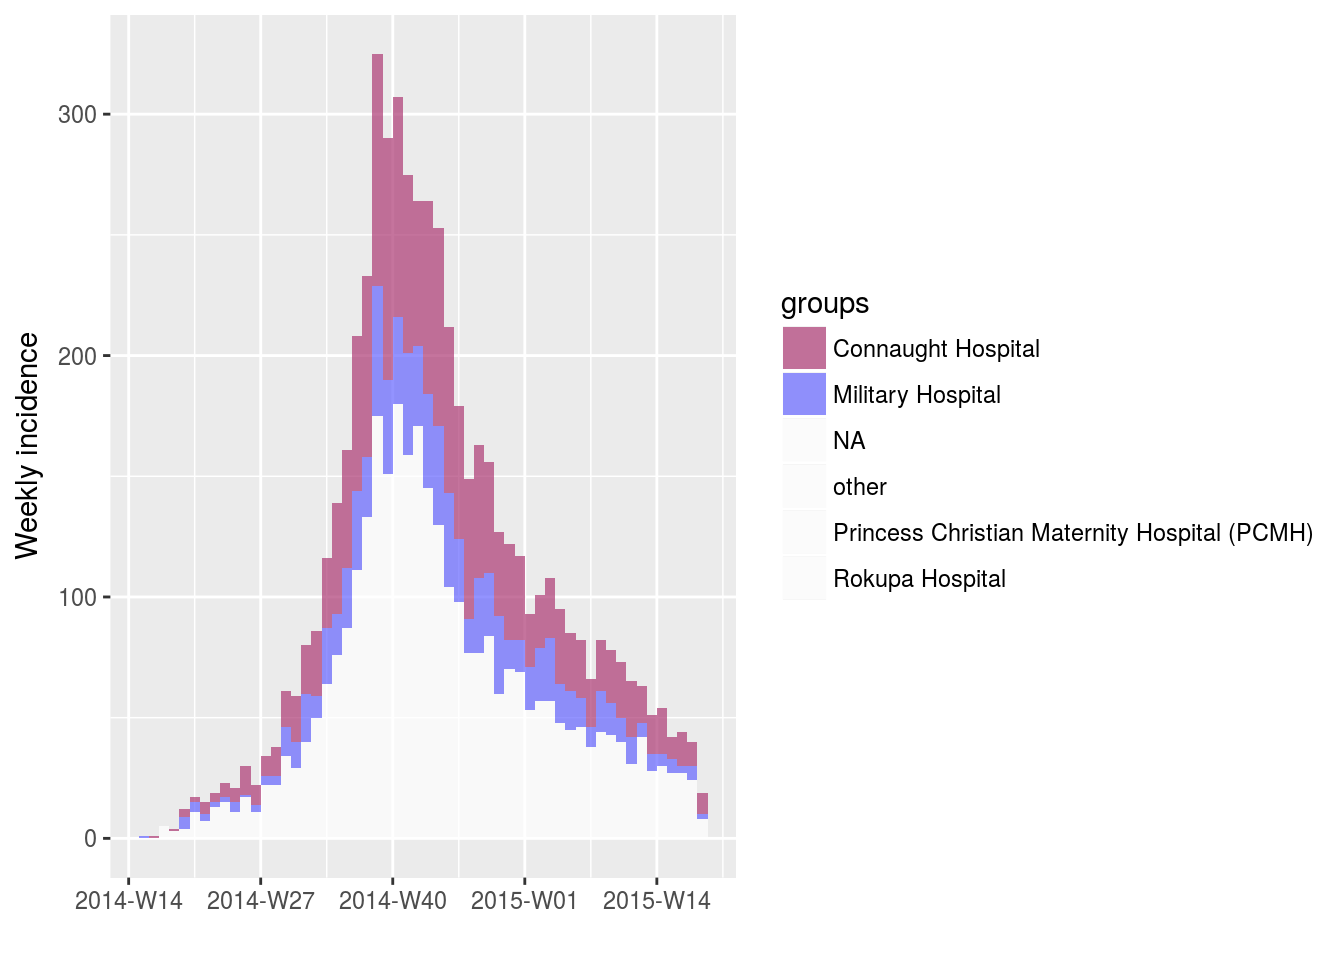 300
200
100
0
Weekly incidence
2014-W14 2014-W27 2014-W40 2015-W01 2015-W14
groups
Connaught Hospital
Military Hospital
NA
other
Princess Christian Maternity Hospital (PCMH)
Rokupa Hospital